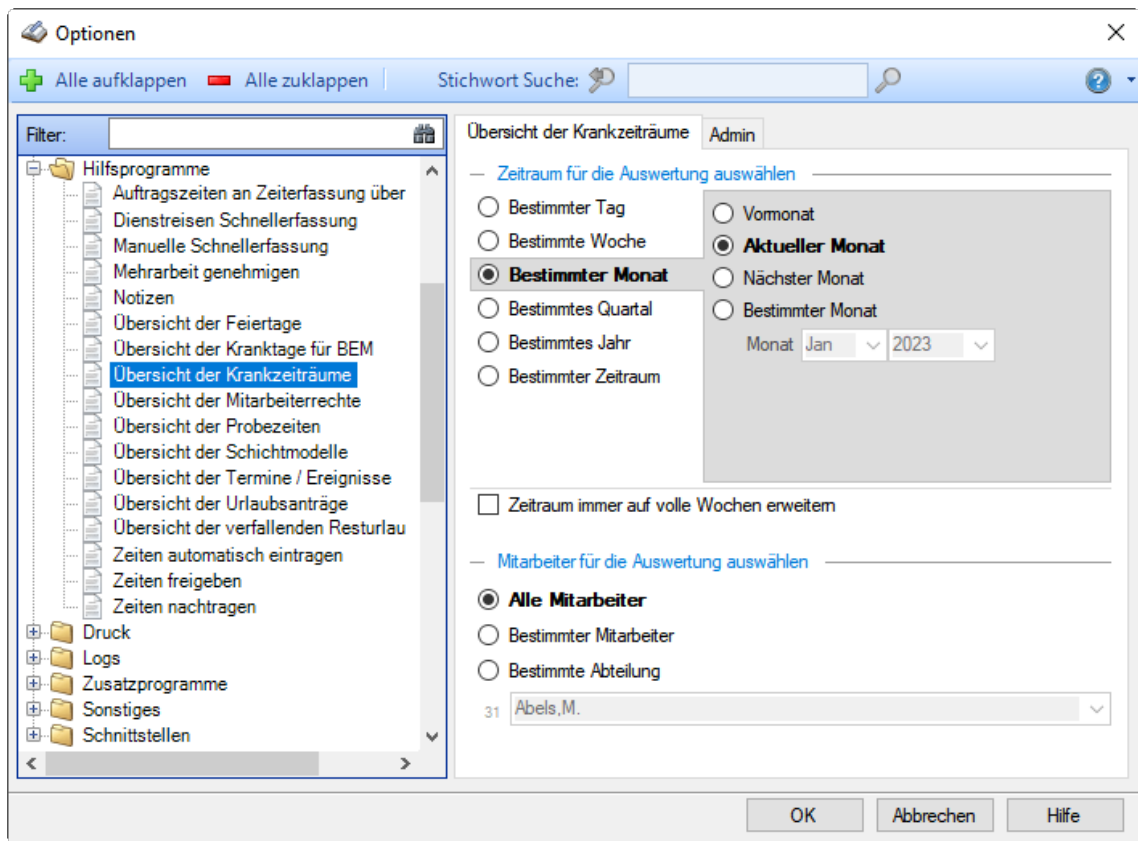 Optionen
Alle aufklappen Alle zuklappen Stichwort Suche:
Filter:
Hilfsprogramme
Auftragszeiten an Zeiterfassung über
Dienstreisen Schnellerfassung
Manuelle Schnellerfassung
Mehrarbeit genehmigen
Notizen
Übersicht der Feiertage
Übersicht der Kranktage für BEM
Übersicht der Krankzeiträume
Übersicht der Mitarbeiterrechte
Übersicht der Probezeiten
Übersicht der Schichtmodelle
Übersicht der Termine / Ereignisse
Übersicht der Urlaubsanträge
Übersicht der verfallenden Resturlau
Zeiten automatisch eintragen
Zeiten freigeben
Zeiten nachtragen
Druck
Logs
Zusatzprogramme
Sonstiges
Schnittstellen
Übersicht der Krankzeiträume Admin
Zeitraum für die Auswertung auswählen
Bestimmter Tag
Bestimmte Woche
Bestimmter Monat
Bestimmtes Quartal
Bestimmtes Jahr
Bestimmter Zeitraum
Vormonat
Aktueller Monat
Nächster Monat
Bestimmter Monat
Monat Jan 2023
Zeitraum immer auf volle Wochen erweitern
Mitarbeiter für die Auswertung auswählen
Alle Mitarbeiter
Bestimmter Mitarbeiter
Bestimmte Abteilung
31 Abels,M.
OK Abbrechen Hilfe